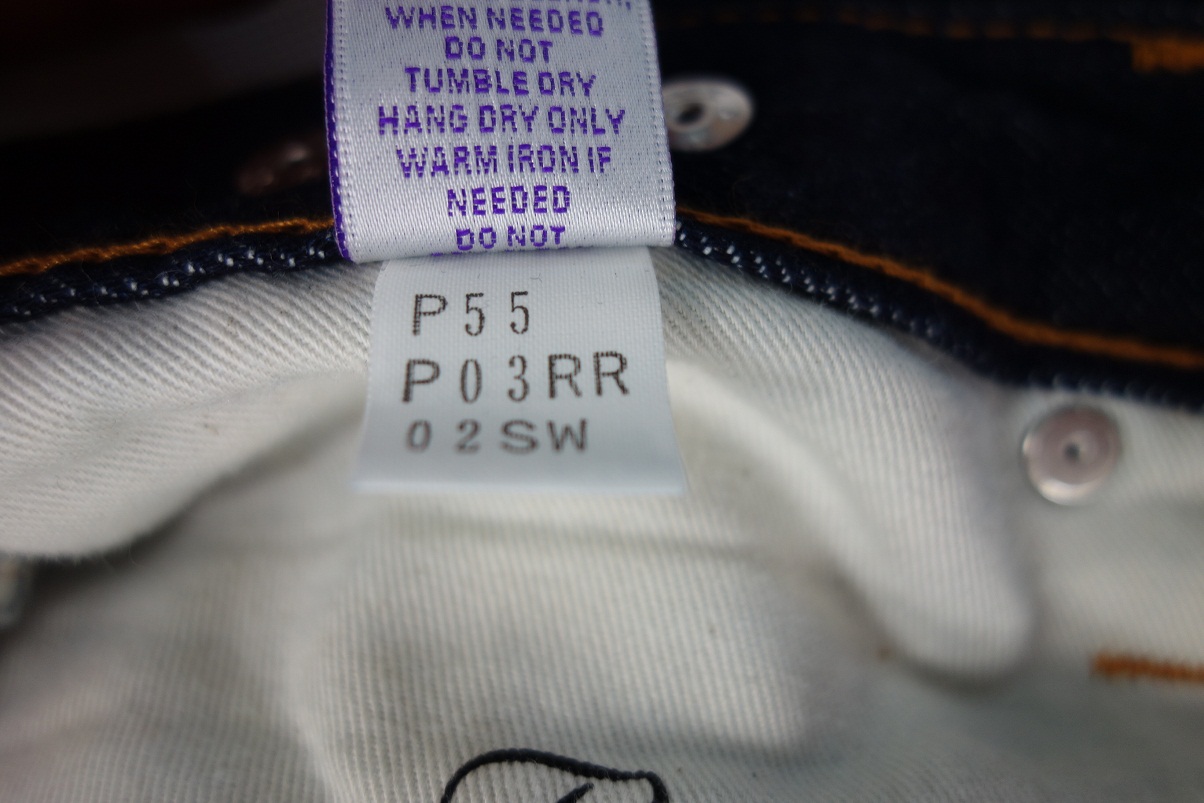 WHEN NEEDED
DO NOT
TUMBLE DRY
HANG DRY ONLY
WARM IRON IF
NEEDED
DO NOT
P55
P03RR
02SW